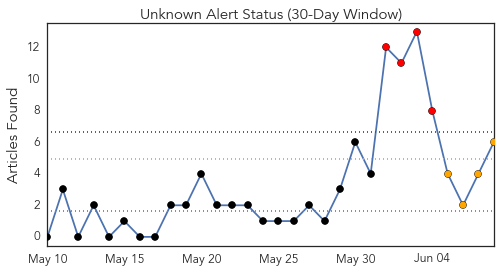 Unknown Alert Status (30-Day Window)
Articles Found
12
10
8
6
4
2
0
May 10 May 15 May 20 May 25 May 30 Jun 04